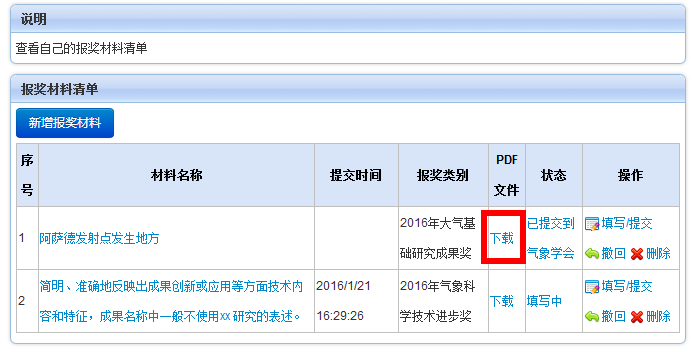 说明
查看自己的报奖材料清单
报奖材料清单
新增报奖材料
序号 材料名称 提交时间 报奖类别 PDF文件 状态 操作
1 阿萨德发射点发生地方 2016年大气基础研究成果奖 下载 已提交到气象学会 填写/提交 撤回 删除
2 简明、准确地反映出成果创新或应用等方面技术内容和特征，成果名称中一般不使用xx研究的表述。 2016/1/21 16:29:26 2016年气象科学技术进步奖 下载 填写中 填写/提交 撤回 删除